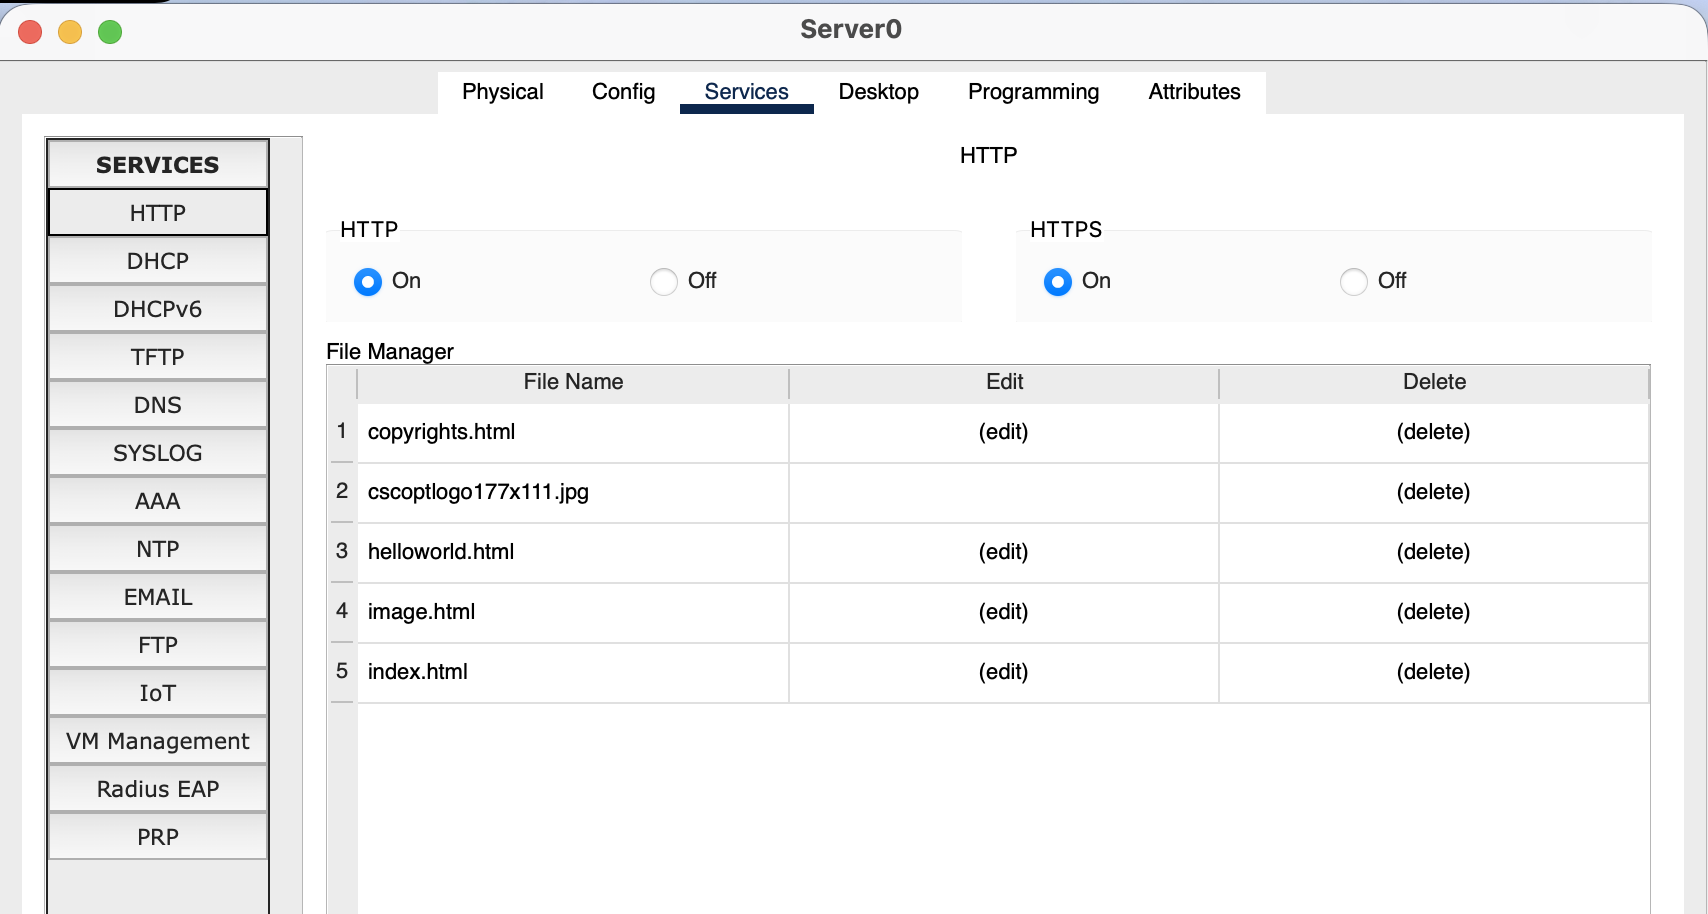 Server0
Physical Config Services Desktop Programming Attributes
SERVICES
HTTP
DHCP
DHCPv6
TFTP
DNS
SYSLOG
AAA
NTP
EMAIL
FTP
IoT
VM Management
Radius EAP
PRP
HTTP
HTTP
On Off
HTTPS
On Off
File Manager
File Name Edit Delete
1 copyrights.html (edit) (delete)
2 cscoptlogo177x111.jpg (delete)
3 helloworld.html (edit) (delete)
4 image.html (edit) (delete)
5 index.html (edit) (delete)